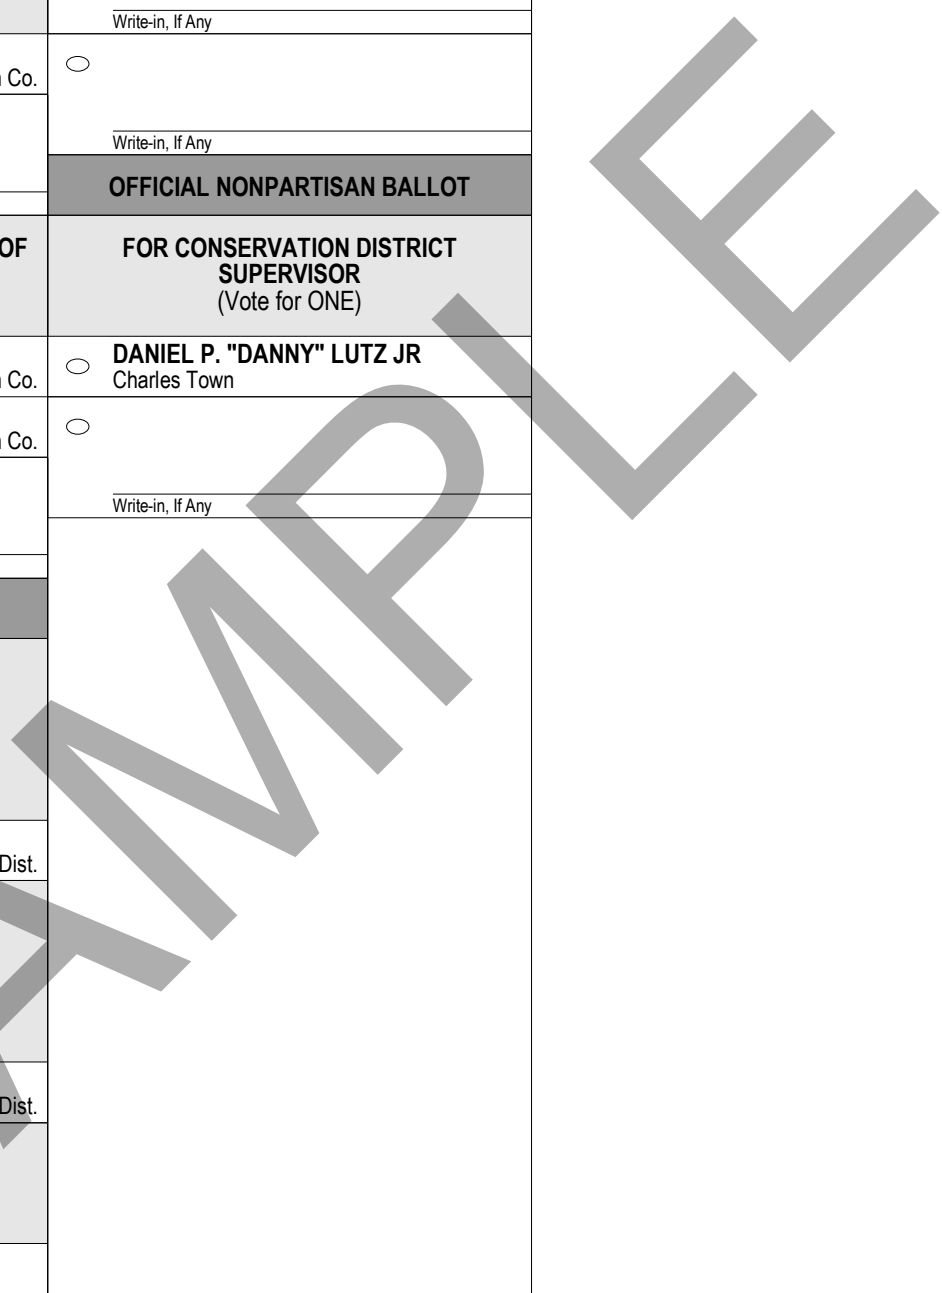 Co.
OF
Co.
Co.
Dist.
Dist.
Write-in, If Any
Write-in, If Any
OFFICIAL NONPARTISAN BALLOT
FOR CONSERVATION DISTRICT
SUPERVISOR
(Vote for ONE)
DANIEL P. "DANNY" LUTZ JR
Charles Town
Write-in, If Any
AMPLE